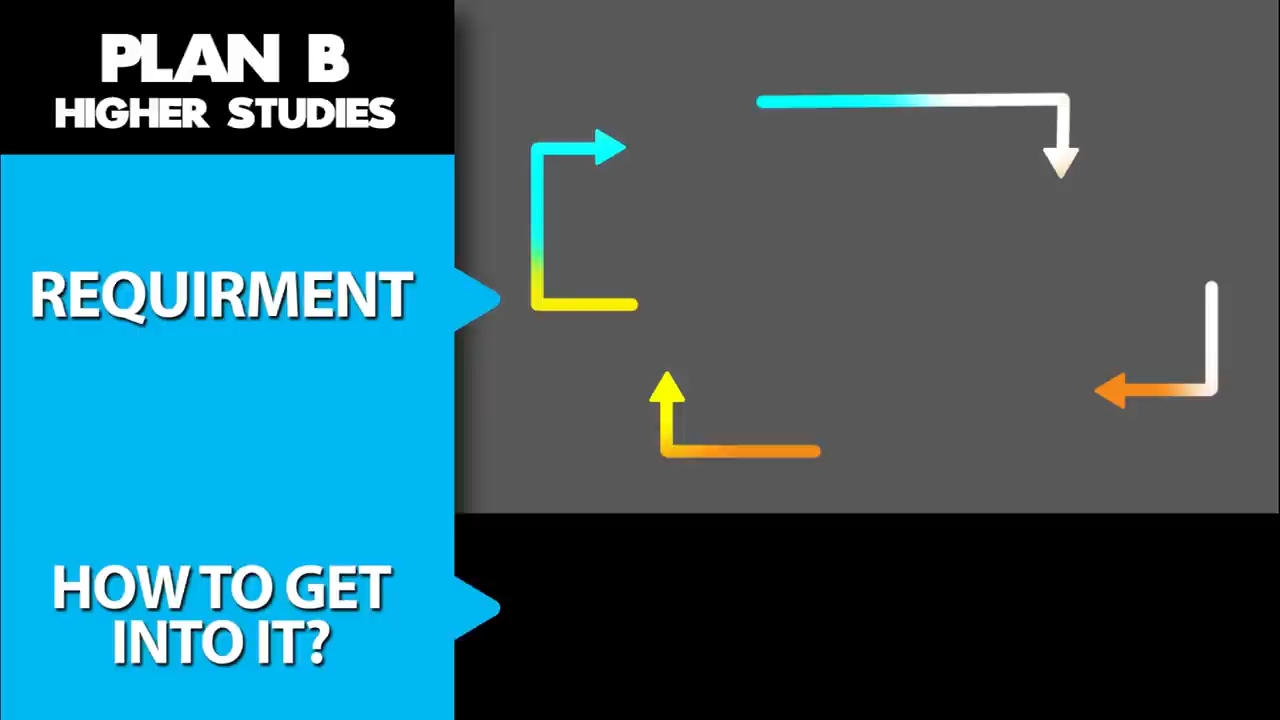 PLAN B
HIGHER STUDIES
REQUIRMENT
HOW TO GET
INTO IT?